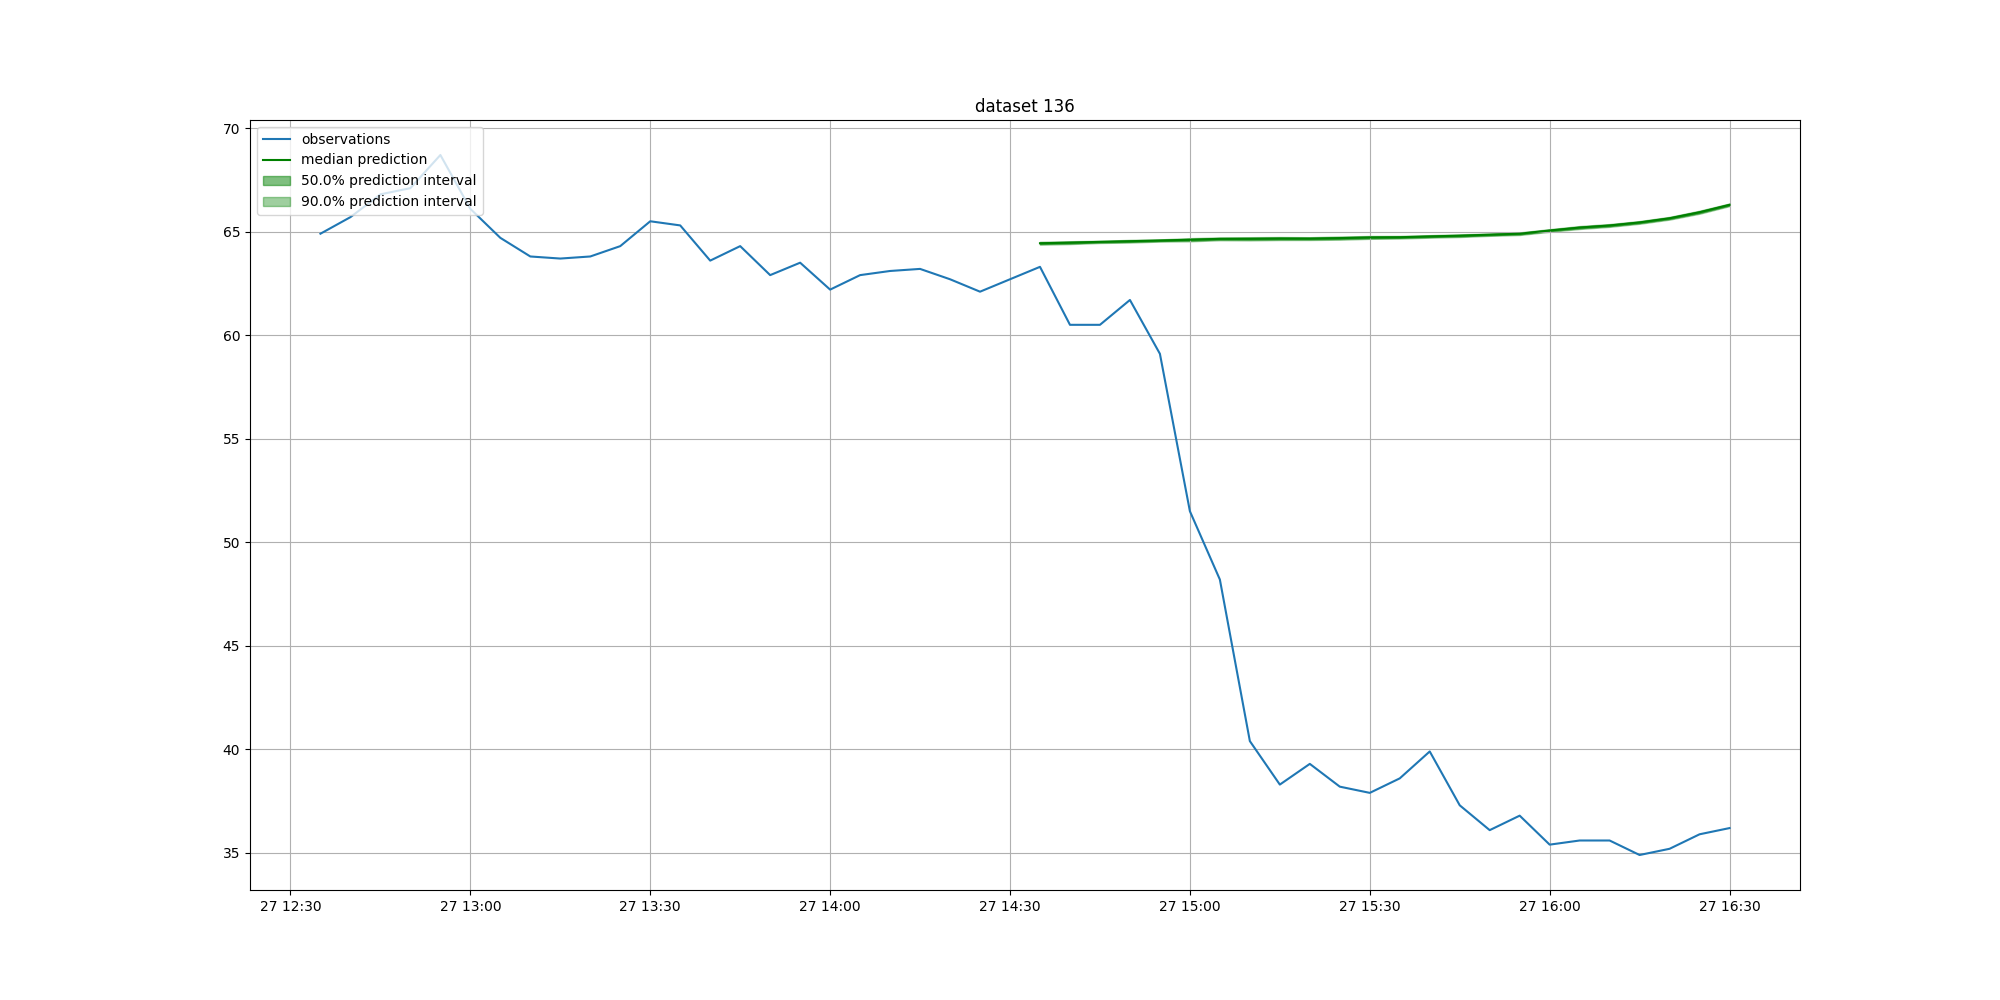 dataset 136
70
observations
median prediction
50.0% prediction interval
90.0% prediction interval
65
60
55
50
45
40
35
27 12:30 27 13:00 27 13:30 27 14:00 27 14:30 27 15:00 27 15:30 27 16:00 27 16:30